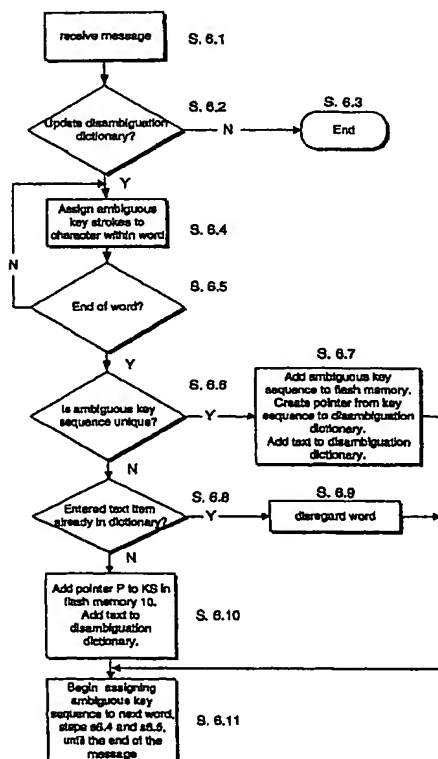 receive message
S. 6.1
Update disambiguation
dictionary?
S. 6.2
N
S. 6.3
End
Y
Assign ambiguous
key strokes to
character within word.
S. 6.4
N
End of word?
S. 6.5
Y
Is ambiguous key
sequence unique?
S. 6.6
Y
S. 6.7
Add ambiguous key
sequence to flash memory.
Create pointer from key
sequence to disambiguation
dictionary.
Add text to disambiguation
dictionary.
N
Entered text item
already in dictionary?
S. 6.8
Y
S. 6.9
disregard word
N
Add pointer P to KS in
flash memory 10.
Add text to
disambiguation
dictionary.
S. 6.10
Begin assigning
ambiguous key
sequence to next word,
steps s6.4 and s6.5,
until the end of the
message
S. 6.11